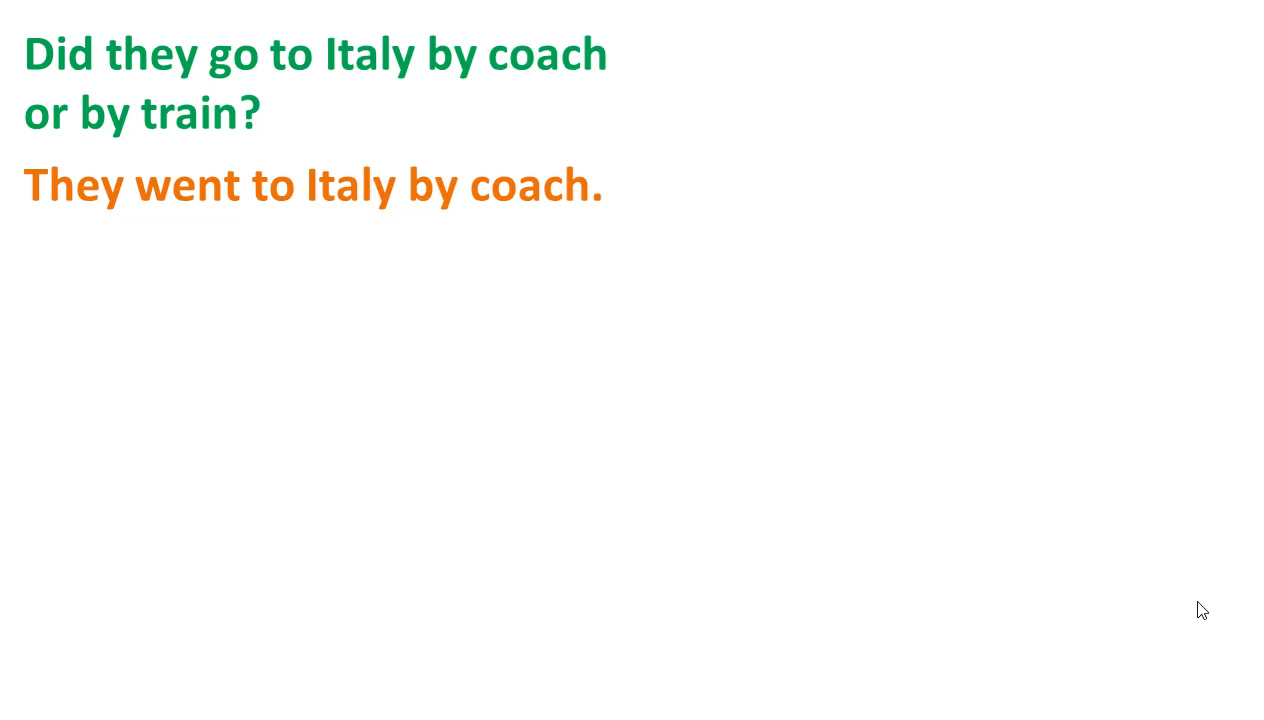 Did they go to Italy by coach
or by train?
They went to Italy by coach.